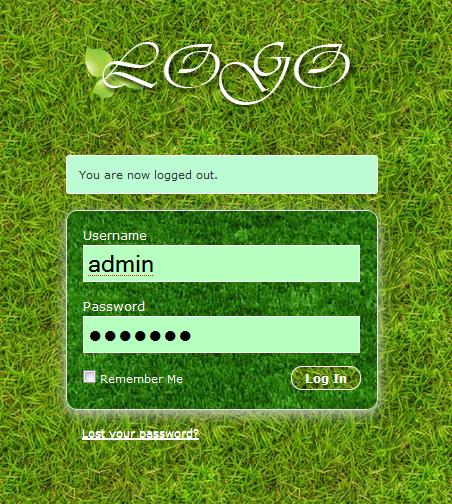 LOGO
You are now logged out.
Username
admin
Password
●●●●●●●
Remember Me
Log In
Lost your password?